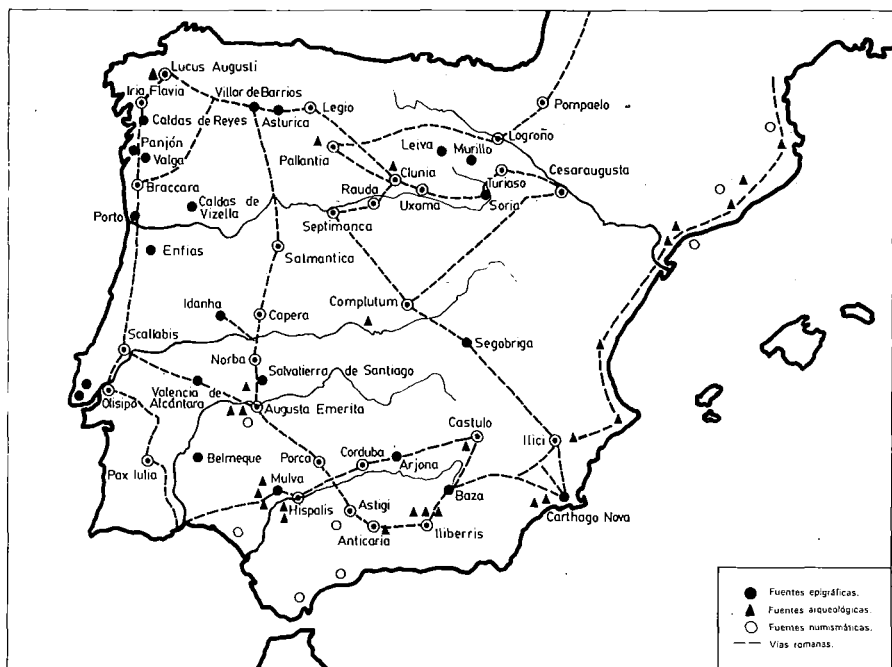 Lucus Augusti
Iria Flavia
Villar de Barrios
Caldas de Reyes
Asturica
Legio
Pompaelo
Panjón
Valga
Pallantia
Leiva
Murillo
Logroño
Braccara
Clunia
Turiaso
Cesaraugusta
Caldas de
Vizella
Rauda
Uxama
Soria
Porto
Septimanca
Enfias
Salmantica
Idanha
Capera
Complutum
Segobriga
Scallabis
Norba
Salvatierra de Santiago
Olisipo
Valencia de
Alcántara
Augusta Emerita
Castulo
Ilici
Pax Iulia
Belmeque
Porca
Corduba
Arjona
Mulva
Hispalis
Astigi
Baza
Anticaria
Iliberris
Carthago Nova
Fuentes epigráficas.
Fuentes arqueológicas.
Fuentes numismáticas.
Vías romanas.